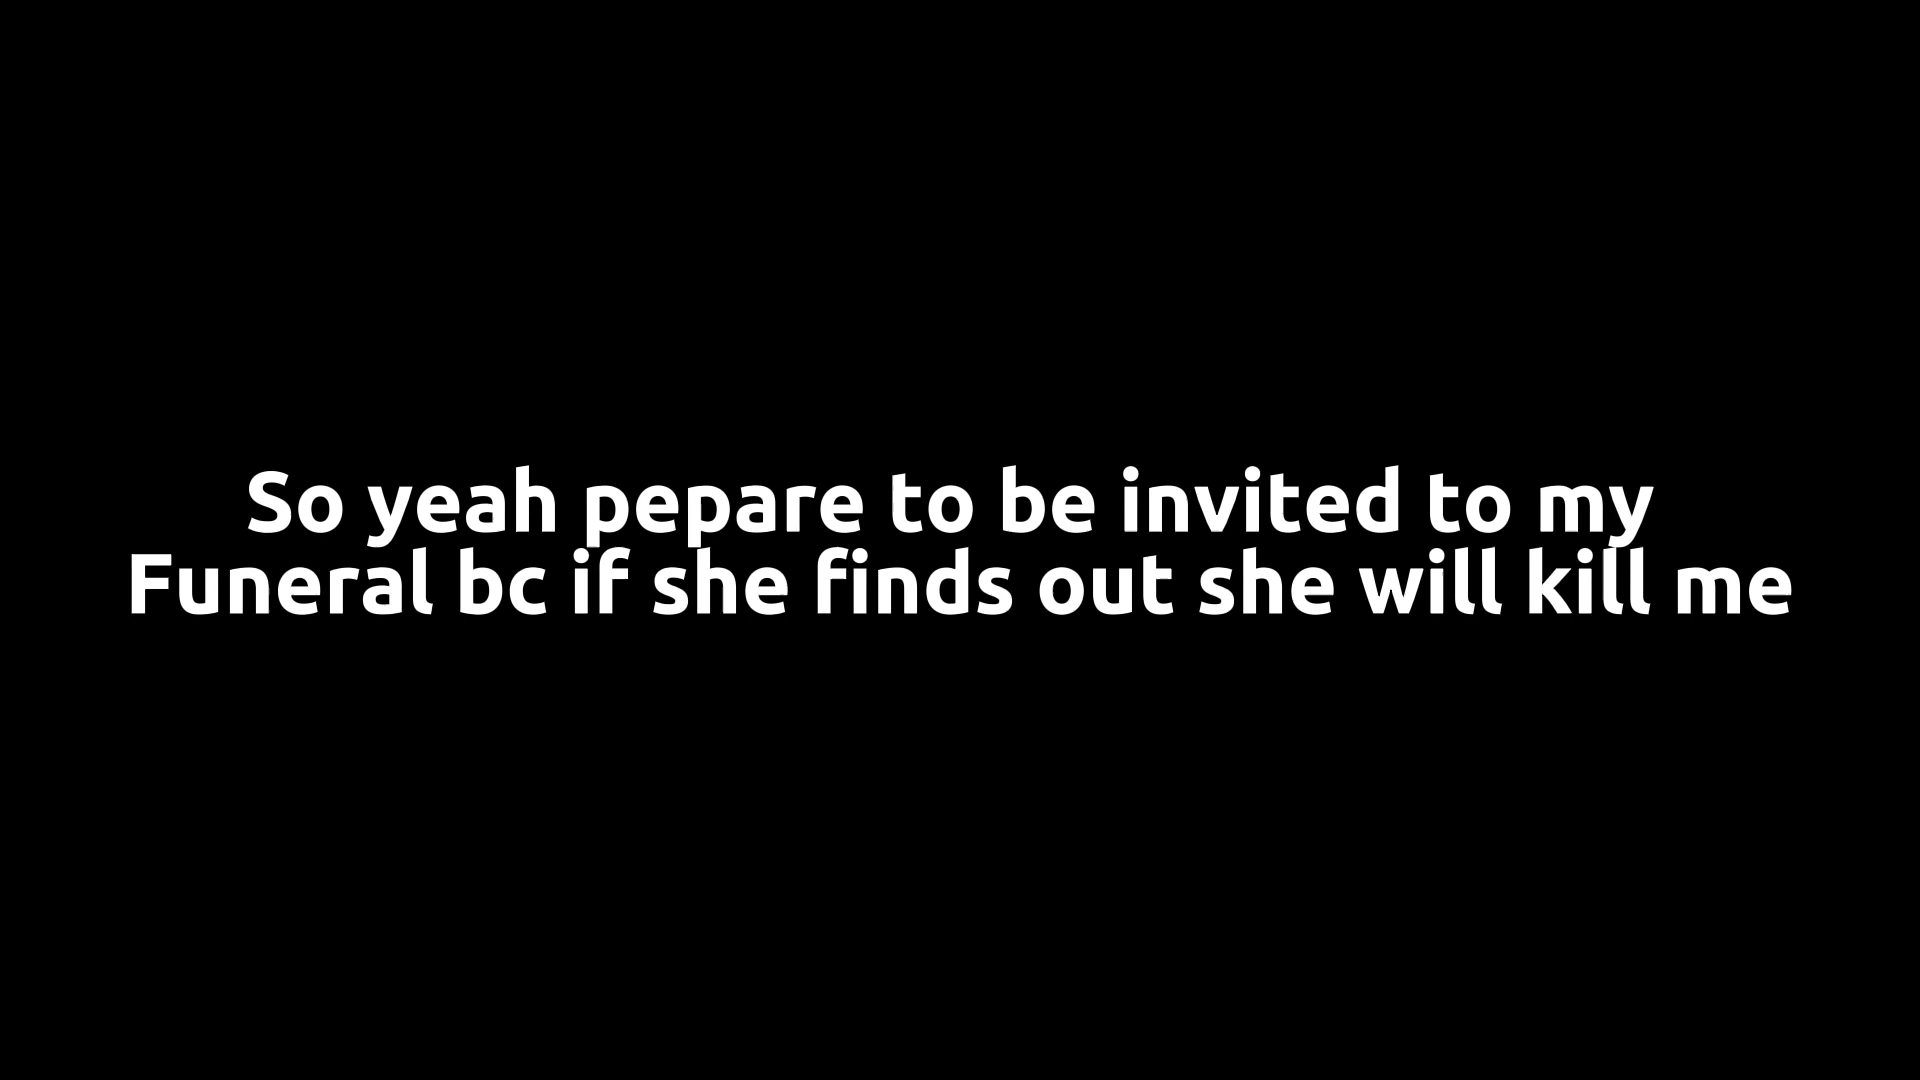 So yeah pepare to be invited to my
Funeral bc if she finds out she will kill me